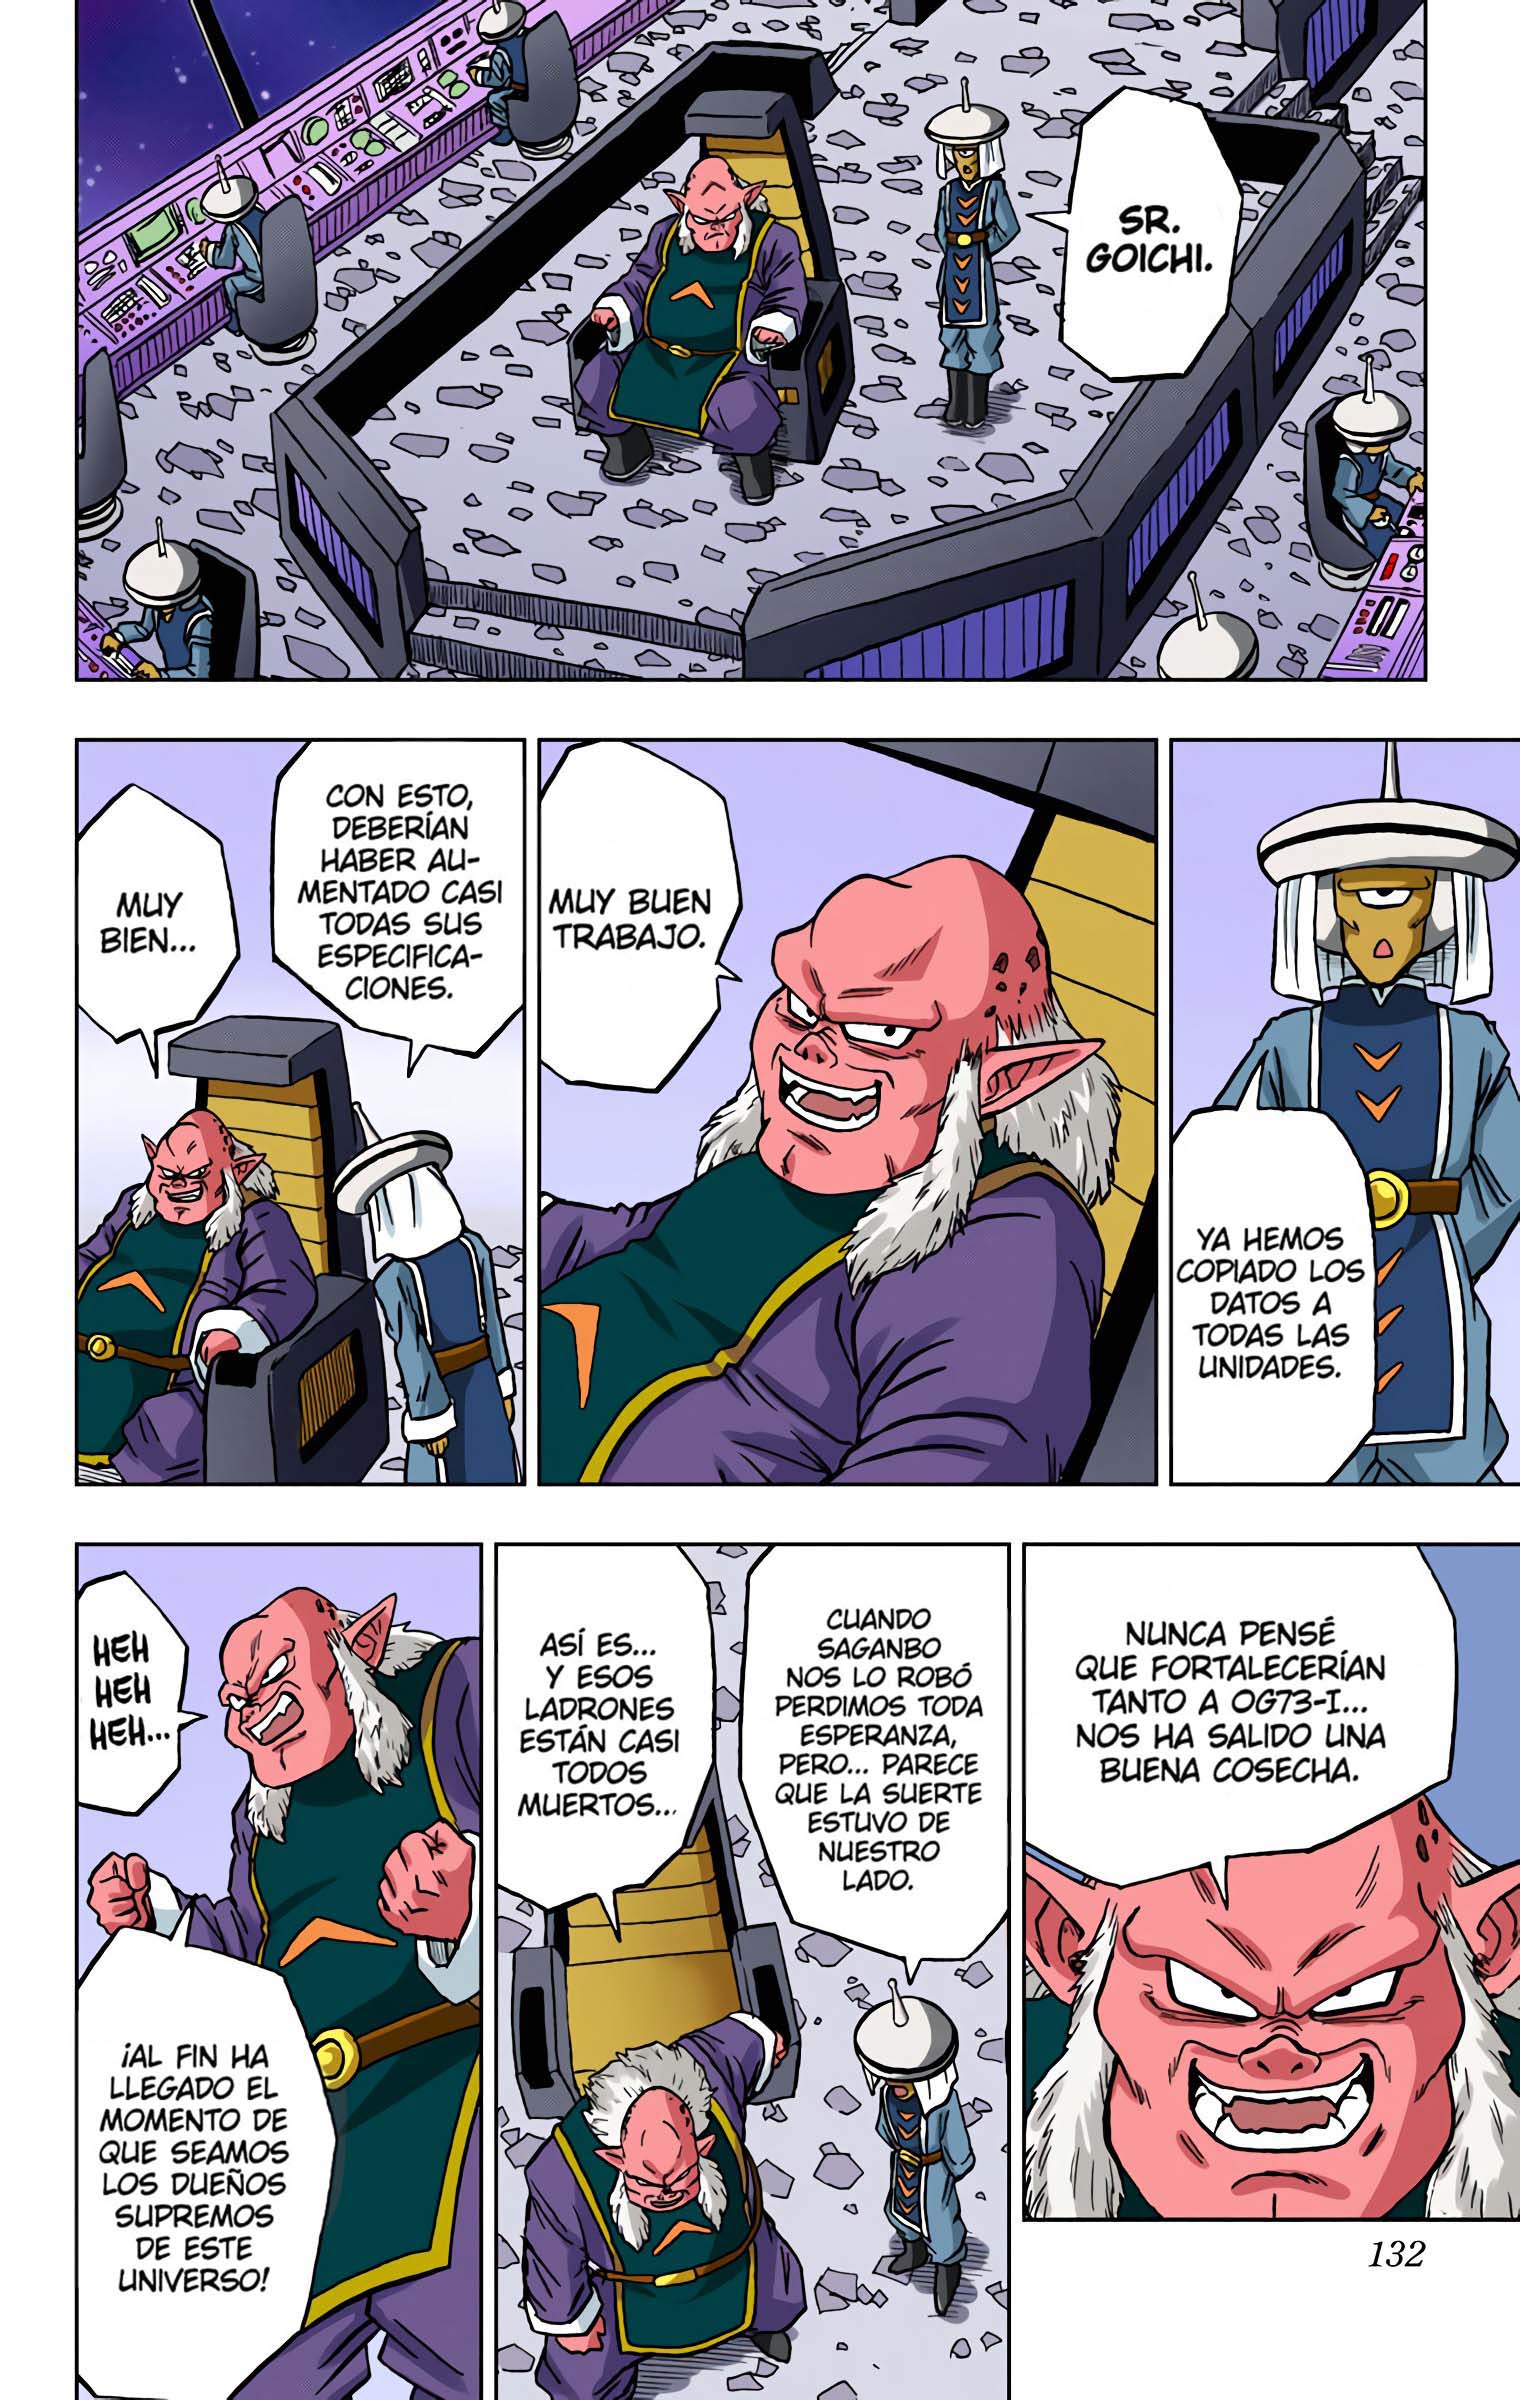 SR.
GOICHI.
YA HEMOS
COPIADO LOS
DATOS A
TODAS LAS
UNIDADES.
MUY BUEN
TRABAJO.
CON ESTO,
DEBERÍAN
HABER AU-
MENTADO CASI
TODAS SUS
ESPECIFICA-
CIONES.
MUY
BIEN...
NUNCA PENSÉ
QUE FORTALECERÍAN
TANTO A OG73-I...
NOS HA SALIDO UNA
BUENA COSECHA.
CUANDO
SAGANBO
NOS LO ROBÓ
PERDIMOS TODA
ESPERANZA,
PERO... PARECE
QUE LA SUERTE
ESTUVO DE
NUESTRO
LADO.
ASÍ ES...
Y ESOS
LADRONES
ESTÁN CASI
TODOS
MUERTOS...
HEH
HEH
HEH...
¡AL FIN HA
LLEGADO EL
MOMENTO DE
QUE SEAMOS
LOS DUEÑOS
SUPREMOS
DE ESTE
UNIVERSO!
132